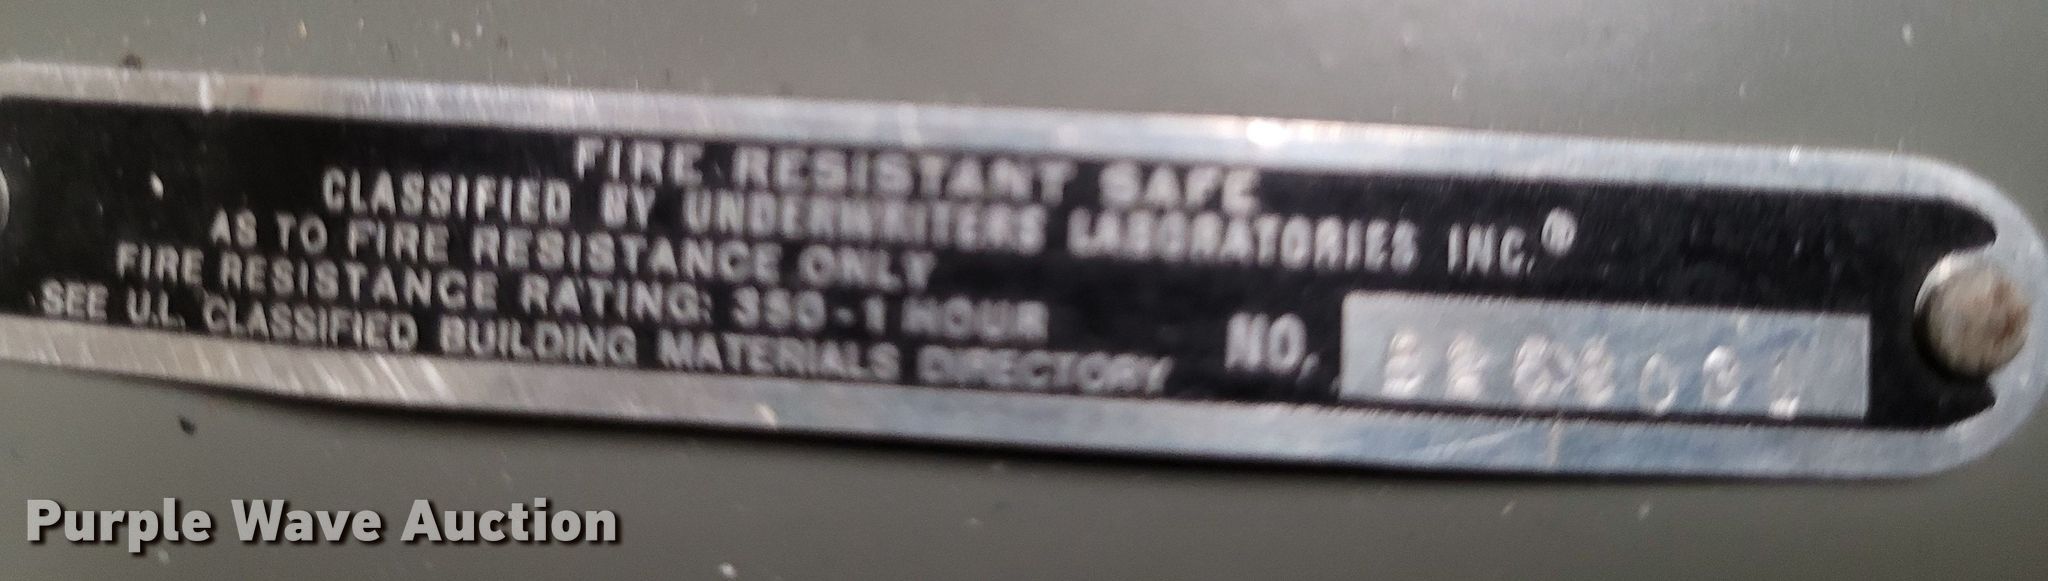 FIRE RESISTANT SAFE
CLASSIFIED BY UNDERWRITERS LABORATORIES INC.®
AS TO FIRE RESISTANCE ONLY
FIRE RESISTANCE RATING: 350-1 HOUR
SEE U.L. CLASSIFIED BUILDING MATERIALS DIRECTORY
NO.
Purple Wave Auction